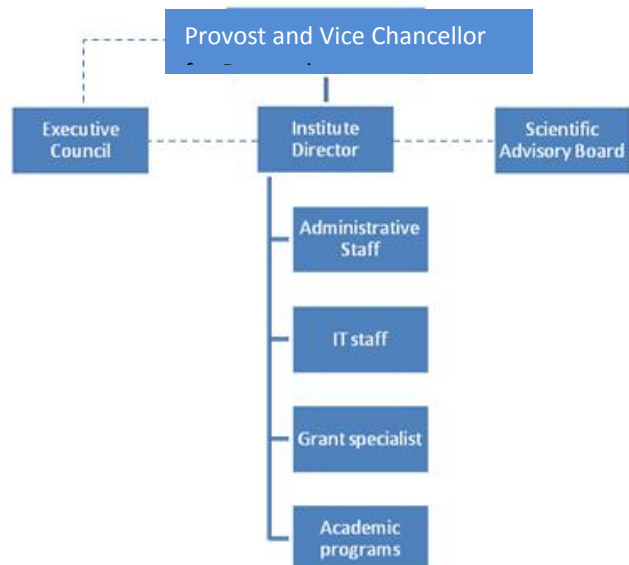 Provost and Vice Chancellor
Executive
Council
Institute
Director
Scientific
Advisory Board
Administrative
Staff
IT staff
Grant specialist
Academic
programs